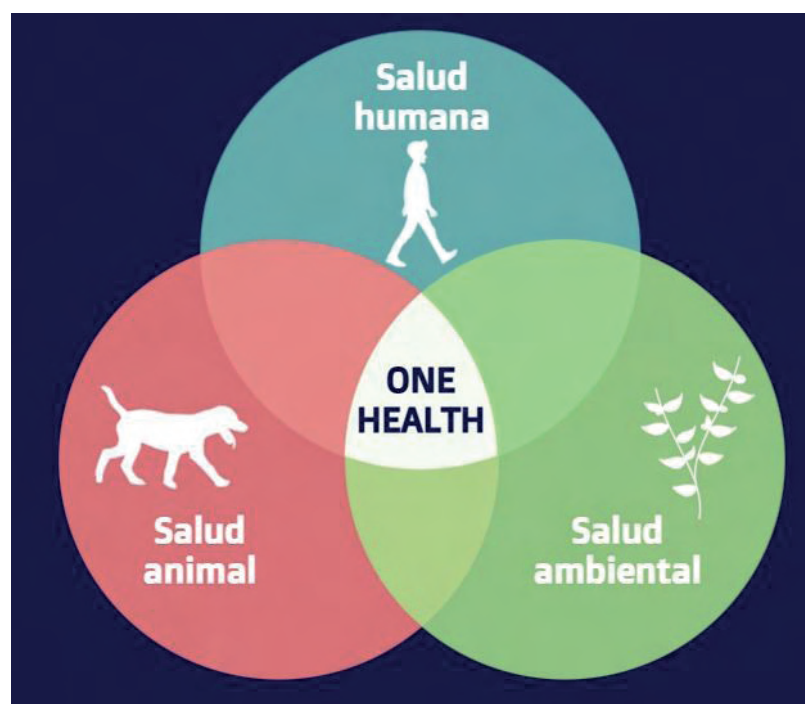 Salud
humana
ONE
HEALTH
Salud
animal
Salud
ambiental